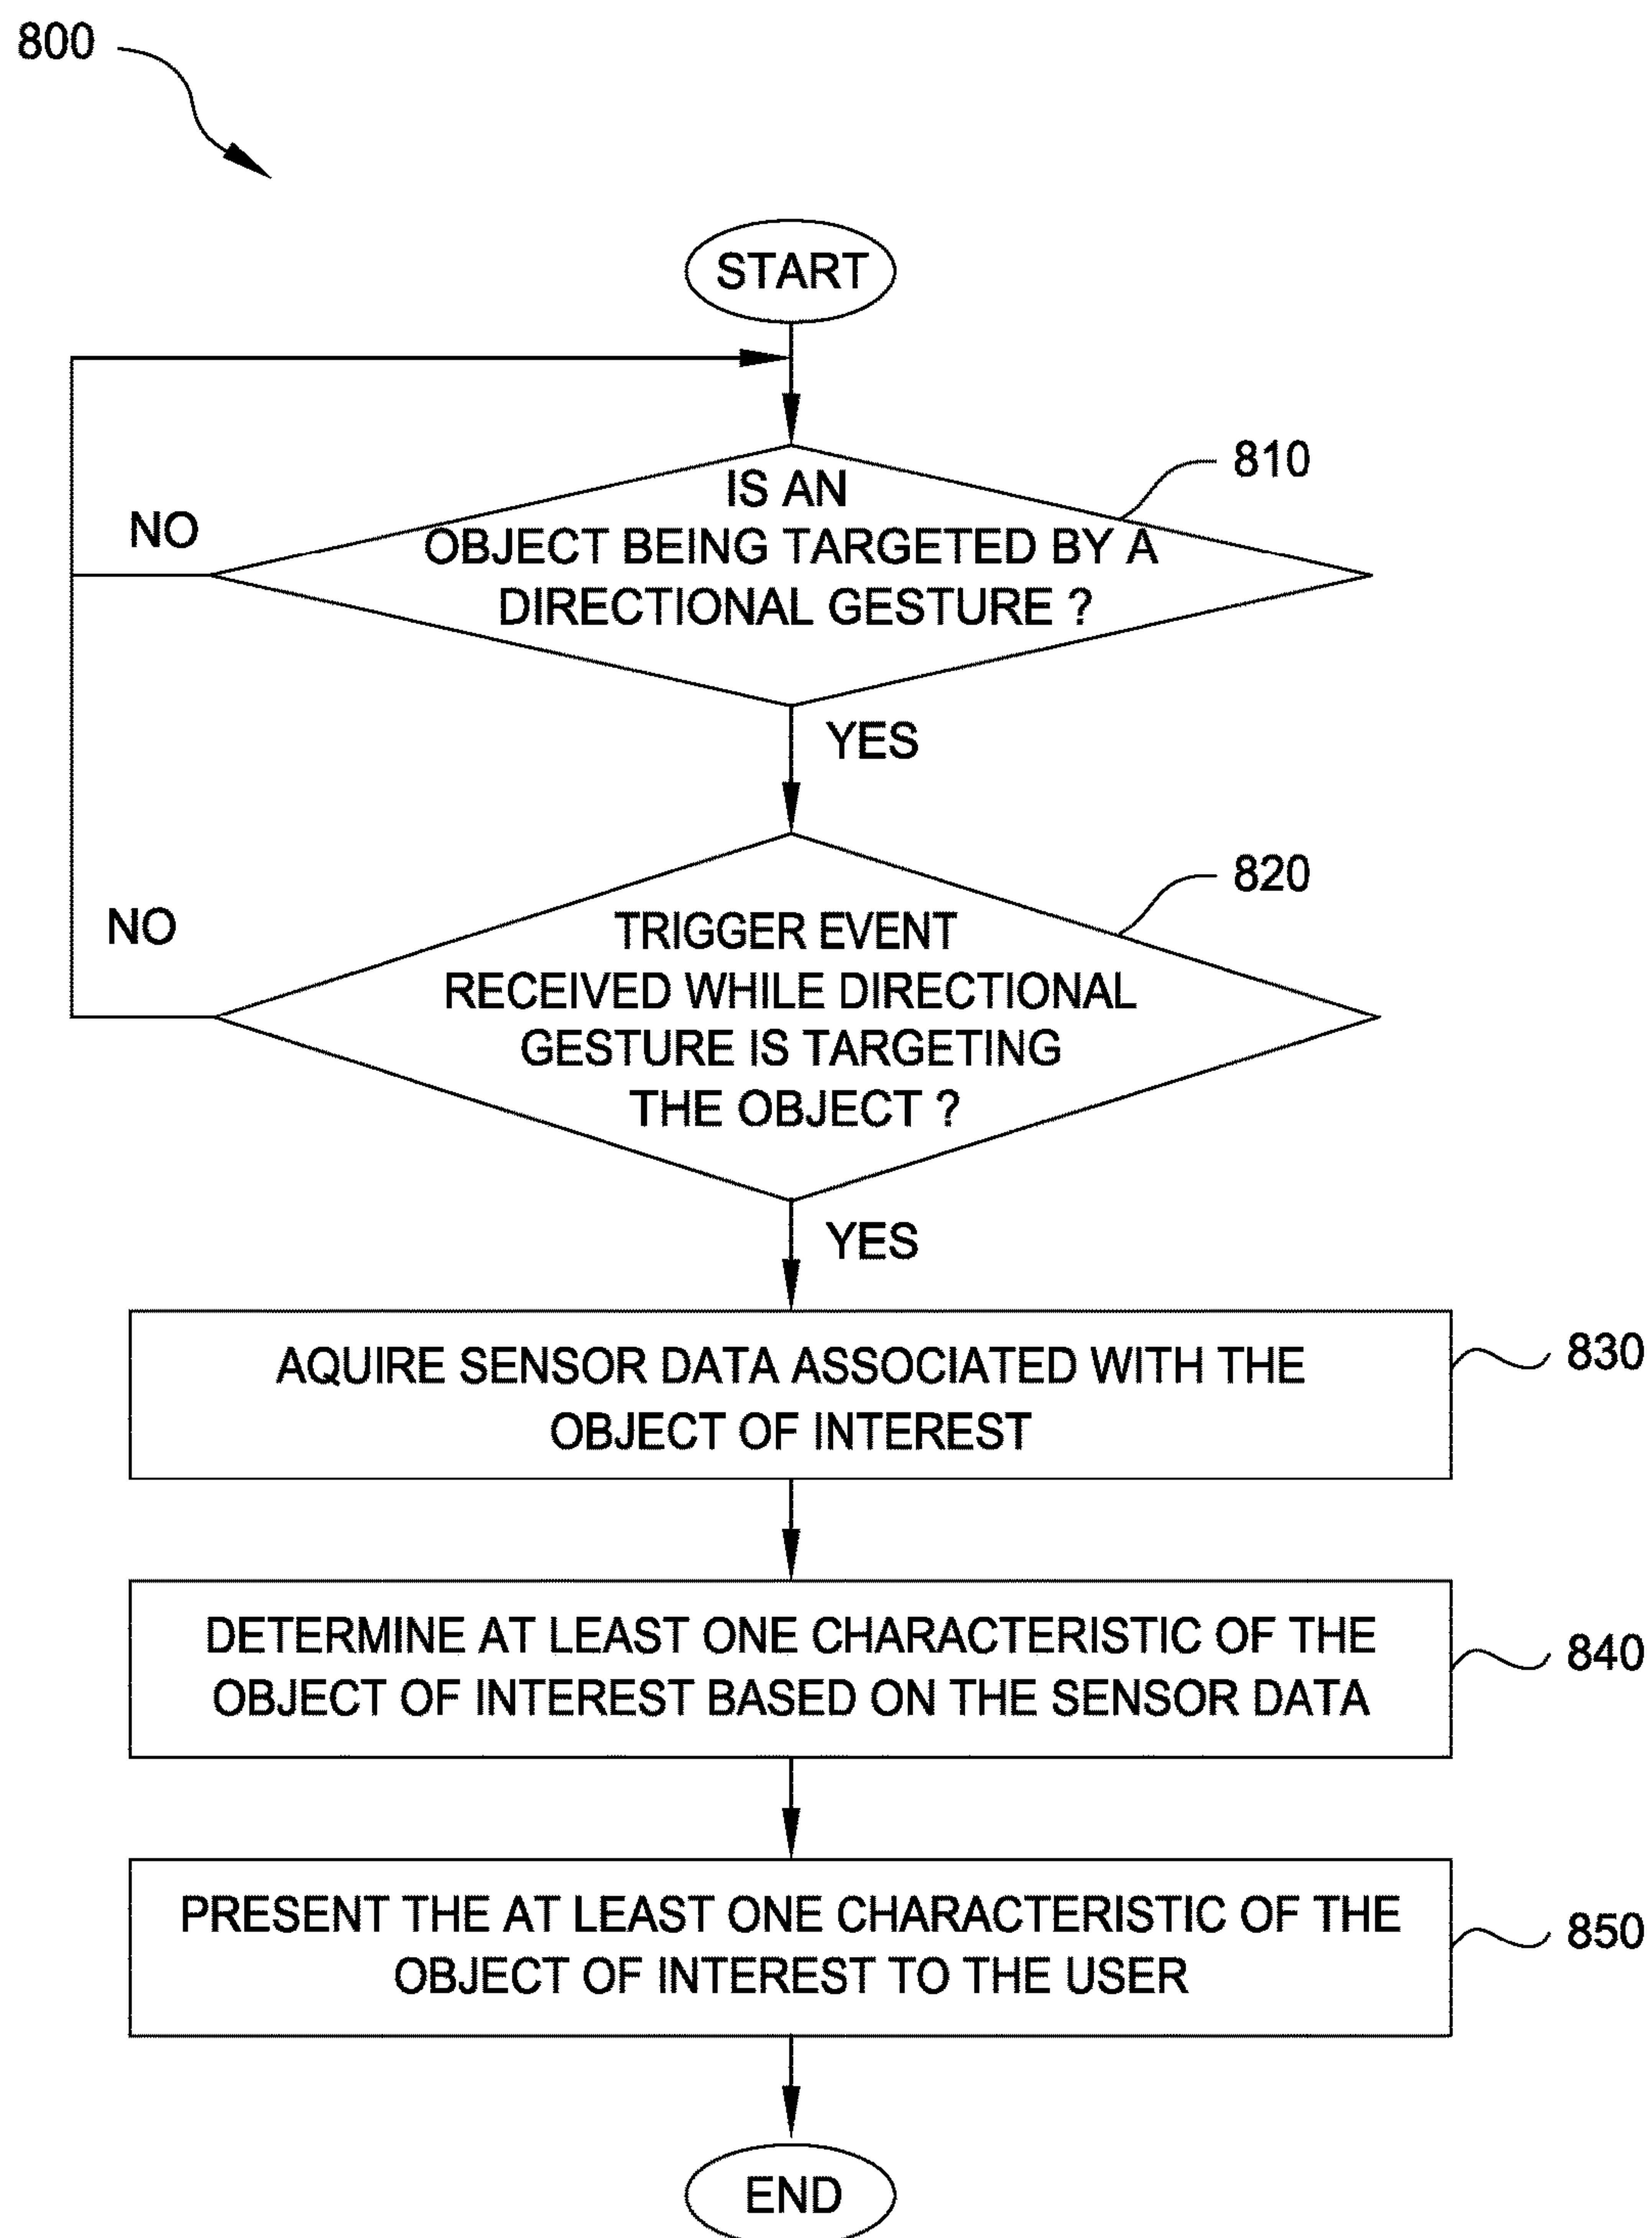 800
START
810
IS AN
NO
OBJECT BEING TARGETED BY A
DIRECTIONAL GESTURE ?
YES
820
NO
TRIGGER EVENT
RECEIVED WHILE DIRECTIONAL
GESTURE IS TARGETING
THE OBJECT ?
YES
AQUIRE SENSOR DATA ASSOCIATED WITH THE
OBJECT OF INTEREST
830
DETERMINE AT LEAST ONE CHARACTERISTIC OF THE
OBJECT OF INTEREST BASED ON THE SENSOR DATA
840
PRESENT THE AT LEAST ONE CHARACTERISTIC OF THE
OBJECT OF INTEREST TO THE USER
850
END